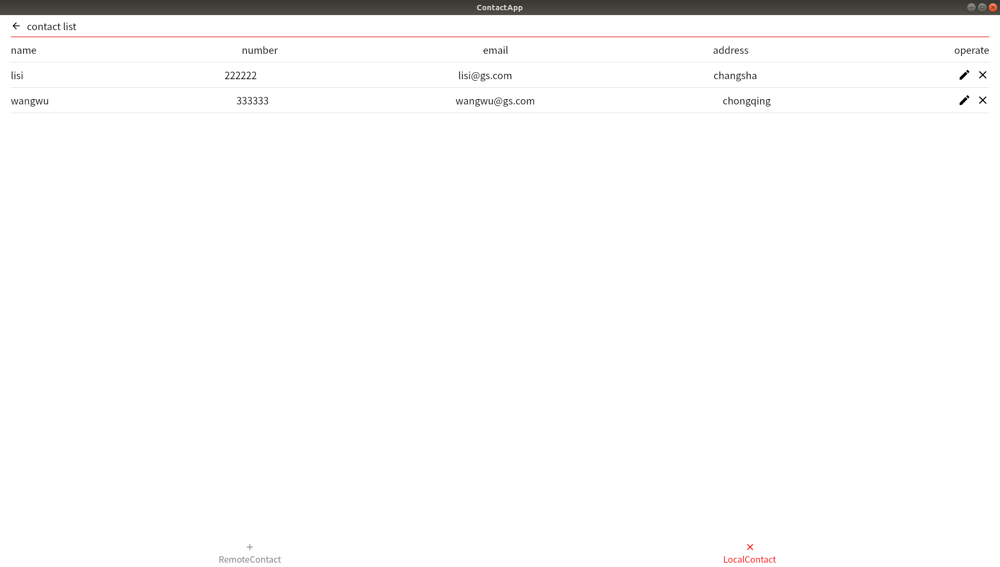 ContactApp
contact list
name number email address operate
lisi 222222 lisi@gs.com changsha
wangwu 333333 wangwu@gs.com chongqing
RemoteContact LocalContact